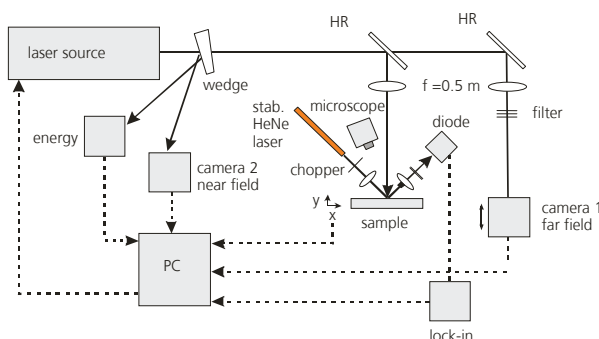 laser source
wedge
HR
HR
f =0.5 m
filter
stab.
HeNe
laser
microscope
diode
chopper
energy
camera 2
near field
y
x
sample
camera 1
far field
PC
lock-in